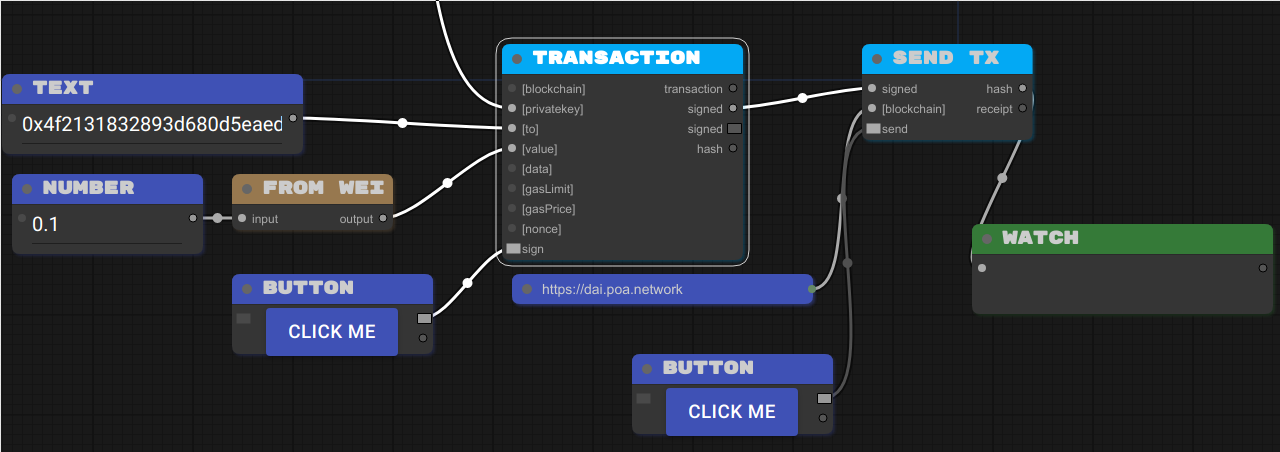 TEXT
0x4f2131832893d680d5eaed
NUMBER
0.1
FROM WEI
input output
BUTTON
CLICK ME
TRANSACTION
[blockchain] transaction
[privatekey] signed
[to] signed
[value] hash
[data]
[gasLimit]
[gasPrice]
[nonce]
sign
https://dai.poa.network
BUTTON
CLICK ME
SEND TX
signed hash
[blockchain] receipt
send
WATCH